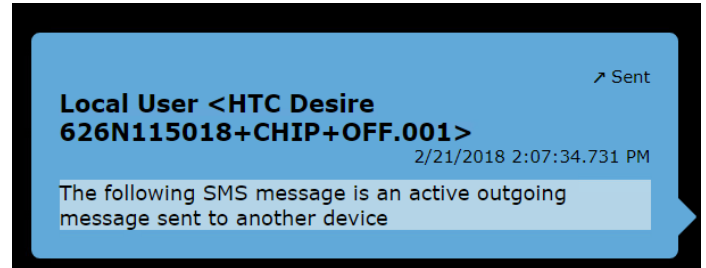 ↗ Sent
Local User <HTC Desire
626N115018+CHIP+OFF.001>
2/21/2018 2:07:34.731 PM
The following SMS message is an active outgoing
message sent to another device